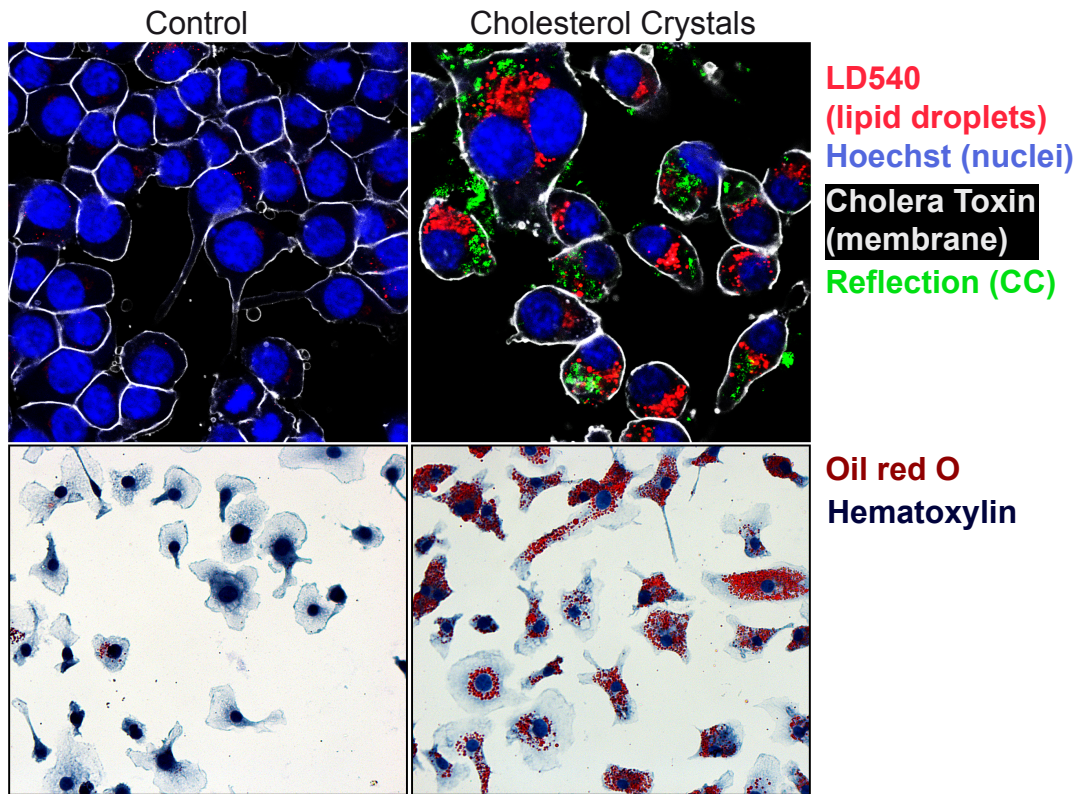 Control
Cholesterol Crystals
LD540
(lipid droplets)
Hoechst (nuclei)
Cholera Toxin
(membrane)
Reflection (CC)
Oil red O
Hematoxylin